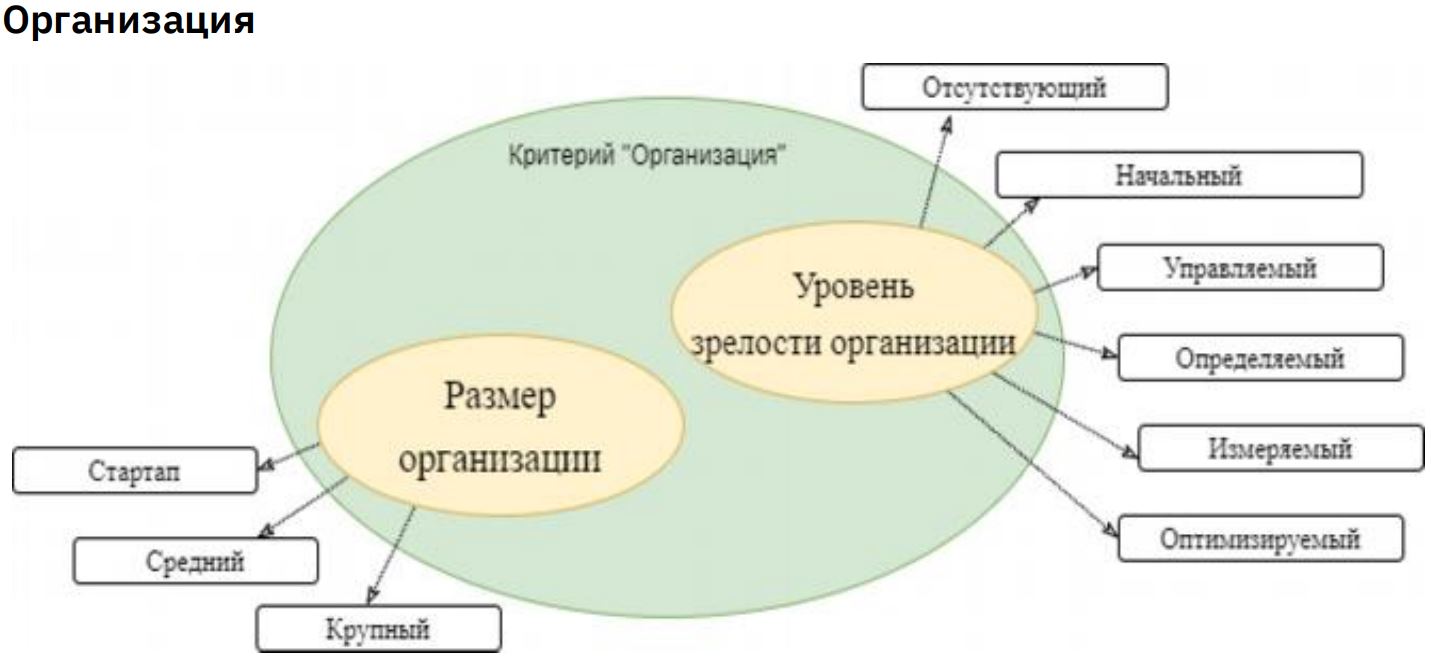 Организация
Критерий "Организация"
Уровень
зрелости организации
Отсутствующий
Начальный
Управляемый
Определяемый
Измеряемый
Оптимизируемый
Размер
организации
Стартап
Средний
Крупный